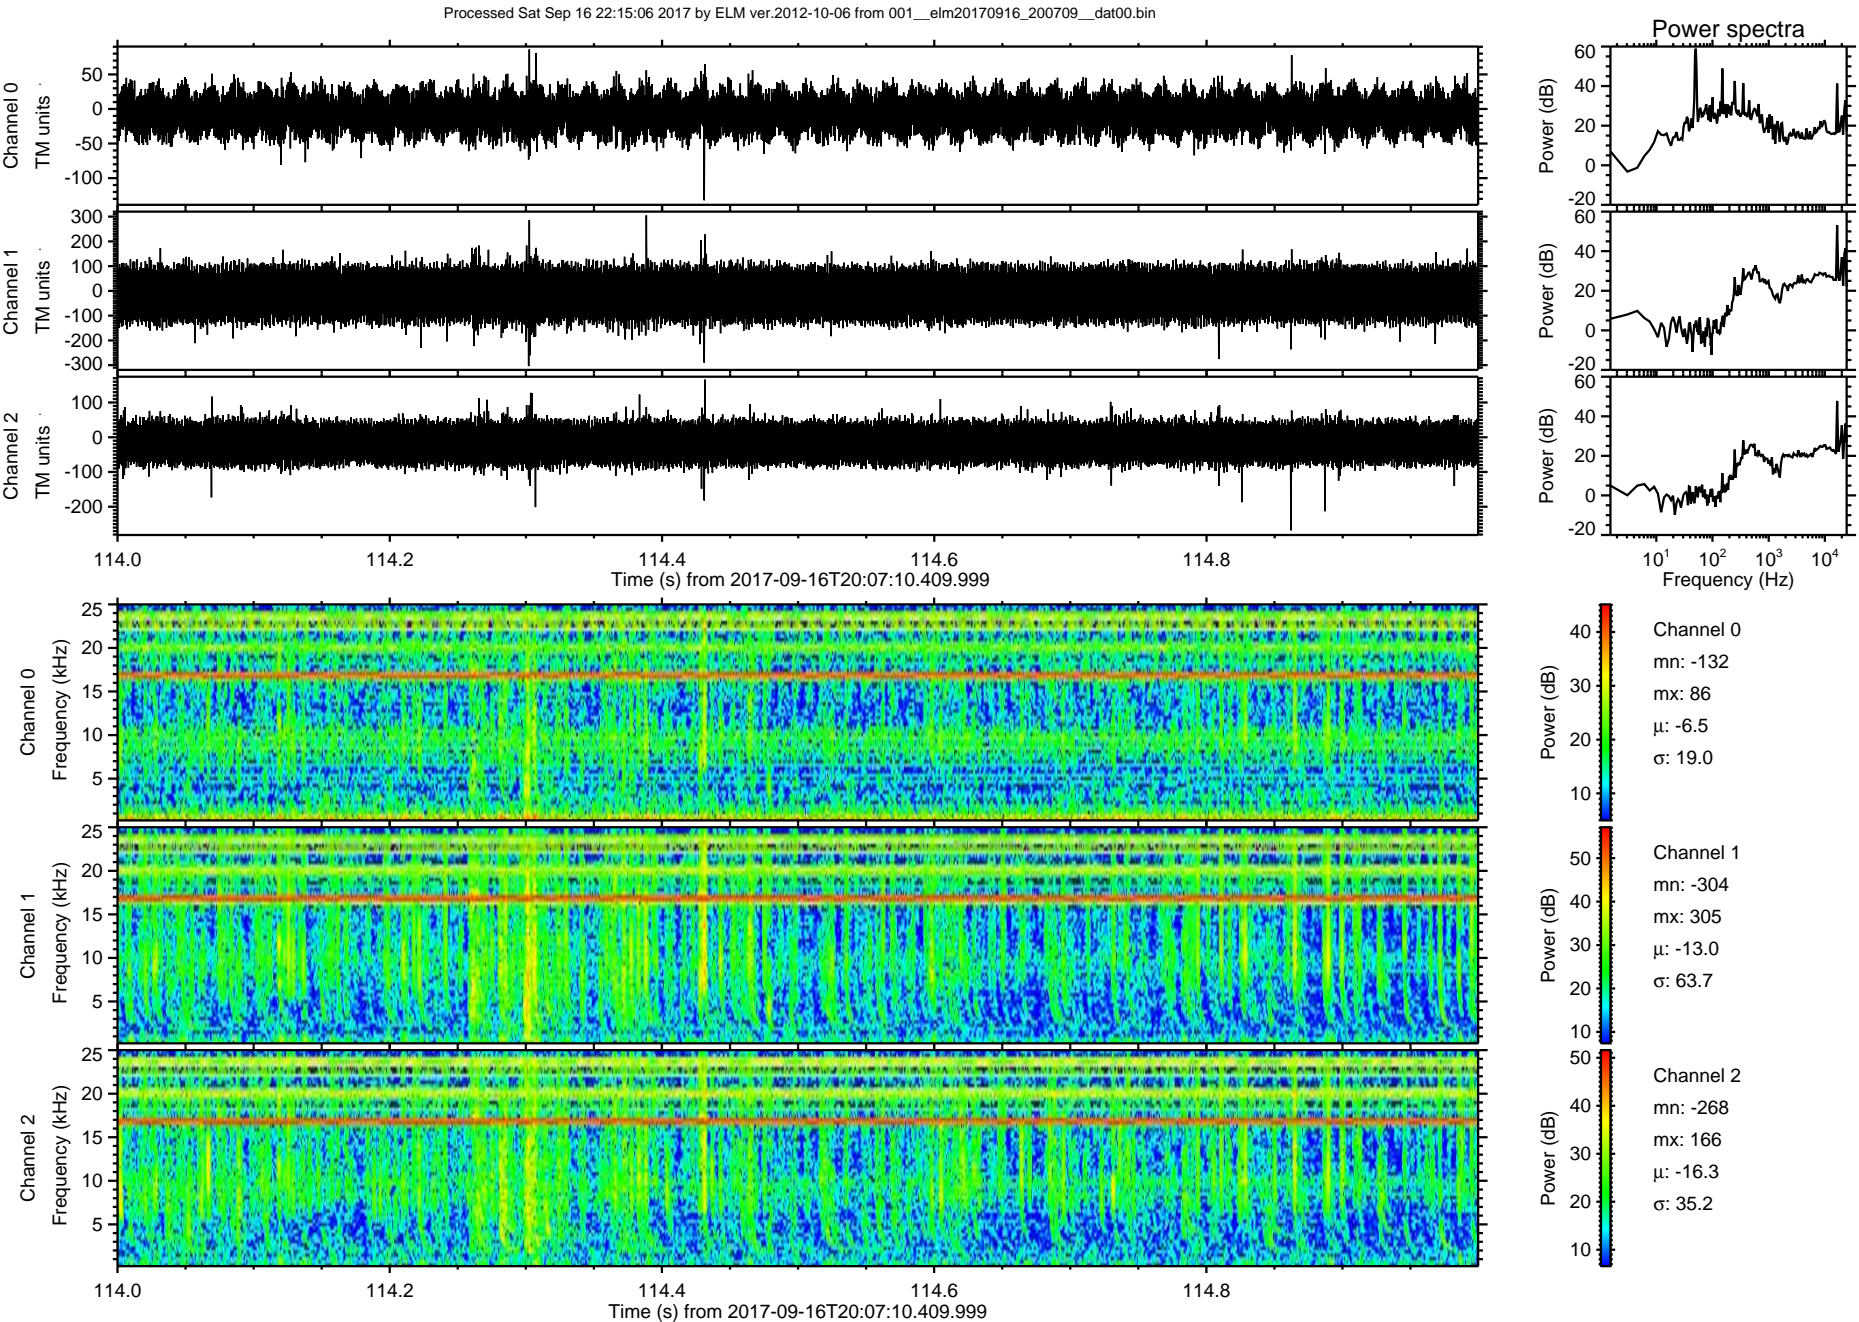 Processed Sat Sep 16 22:15:06 2017 by ELM ver.2012-10-06 from 001__elm20170916_200709__dat00.bin
Power spectra
Channel 0
TM units
50
0
-50
-100
Power (dB)
60
40
20
0
-20
Channel 1
TM units
300
200
100
0
-100
-200
-300
Power (dB)
60
40
20
0
-20
Channel 2
TM units
100
0
-100
-200
Power (dB)
60
40
20
0
-20
114.0 114.2 114.4 114.6 114.8
Time (s) from 2017-09-16T20:07:10.409.999
10¹ 10² 10³ 10⁴
Frequency (Hz)
Channel 0
Frequency (kHz)
25
20
15
10
5
Power (dB)
40
30
20
10
Channel 0
mn: -132
mx: 86
μ: -6.5
σ: 19.0
Channel 1
Frequency (kHz)
25
20
15
10
5
Power (dB)
50
40
30
20
10
Channel 1
mn: -304
mx: 305
μ: -13.0
σ: 63.7
Channel 2
Frequency (kHz)
25
20
15
10
5
Power (dB)
50
40
30
20
10
Channel 2
mn: -268
mx: 166
μ: -16.3
σ: 35.2
114.0 114.2 114.4 114.6 114.8
Time (s) from 2017-09-16T20:07:10.409.999